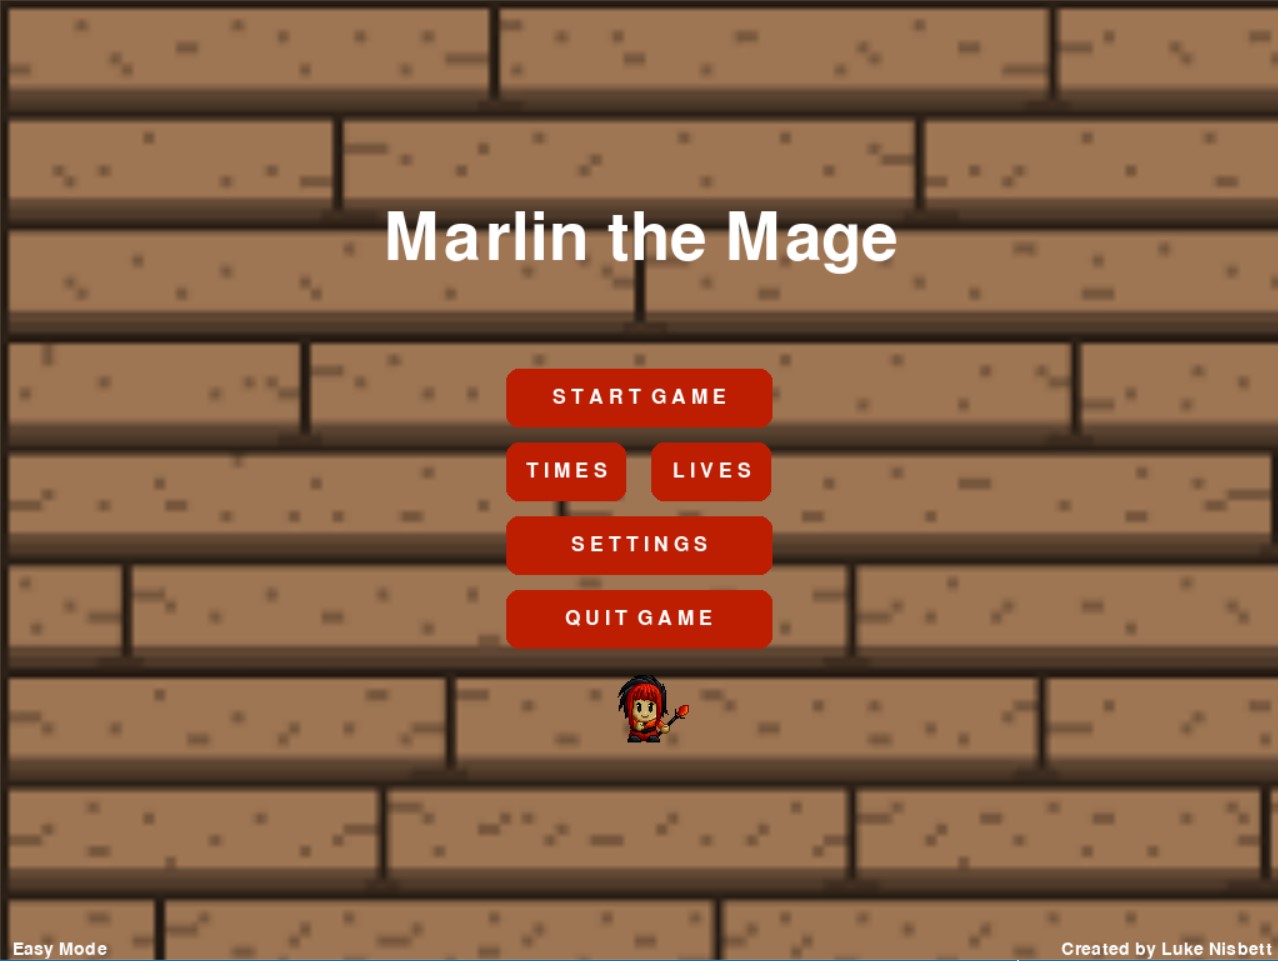 Marlin the Mage
START GAME
TIMES
LIVES
SETTINGS
QUIT GAME
Easy Mode
Created by Luke Nisbett